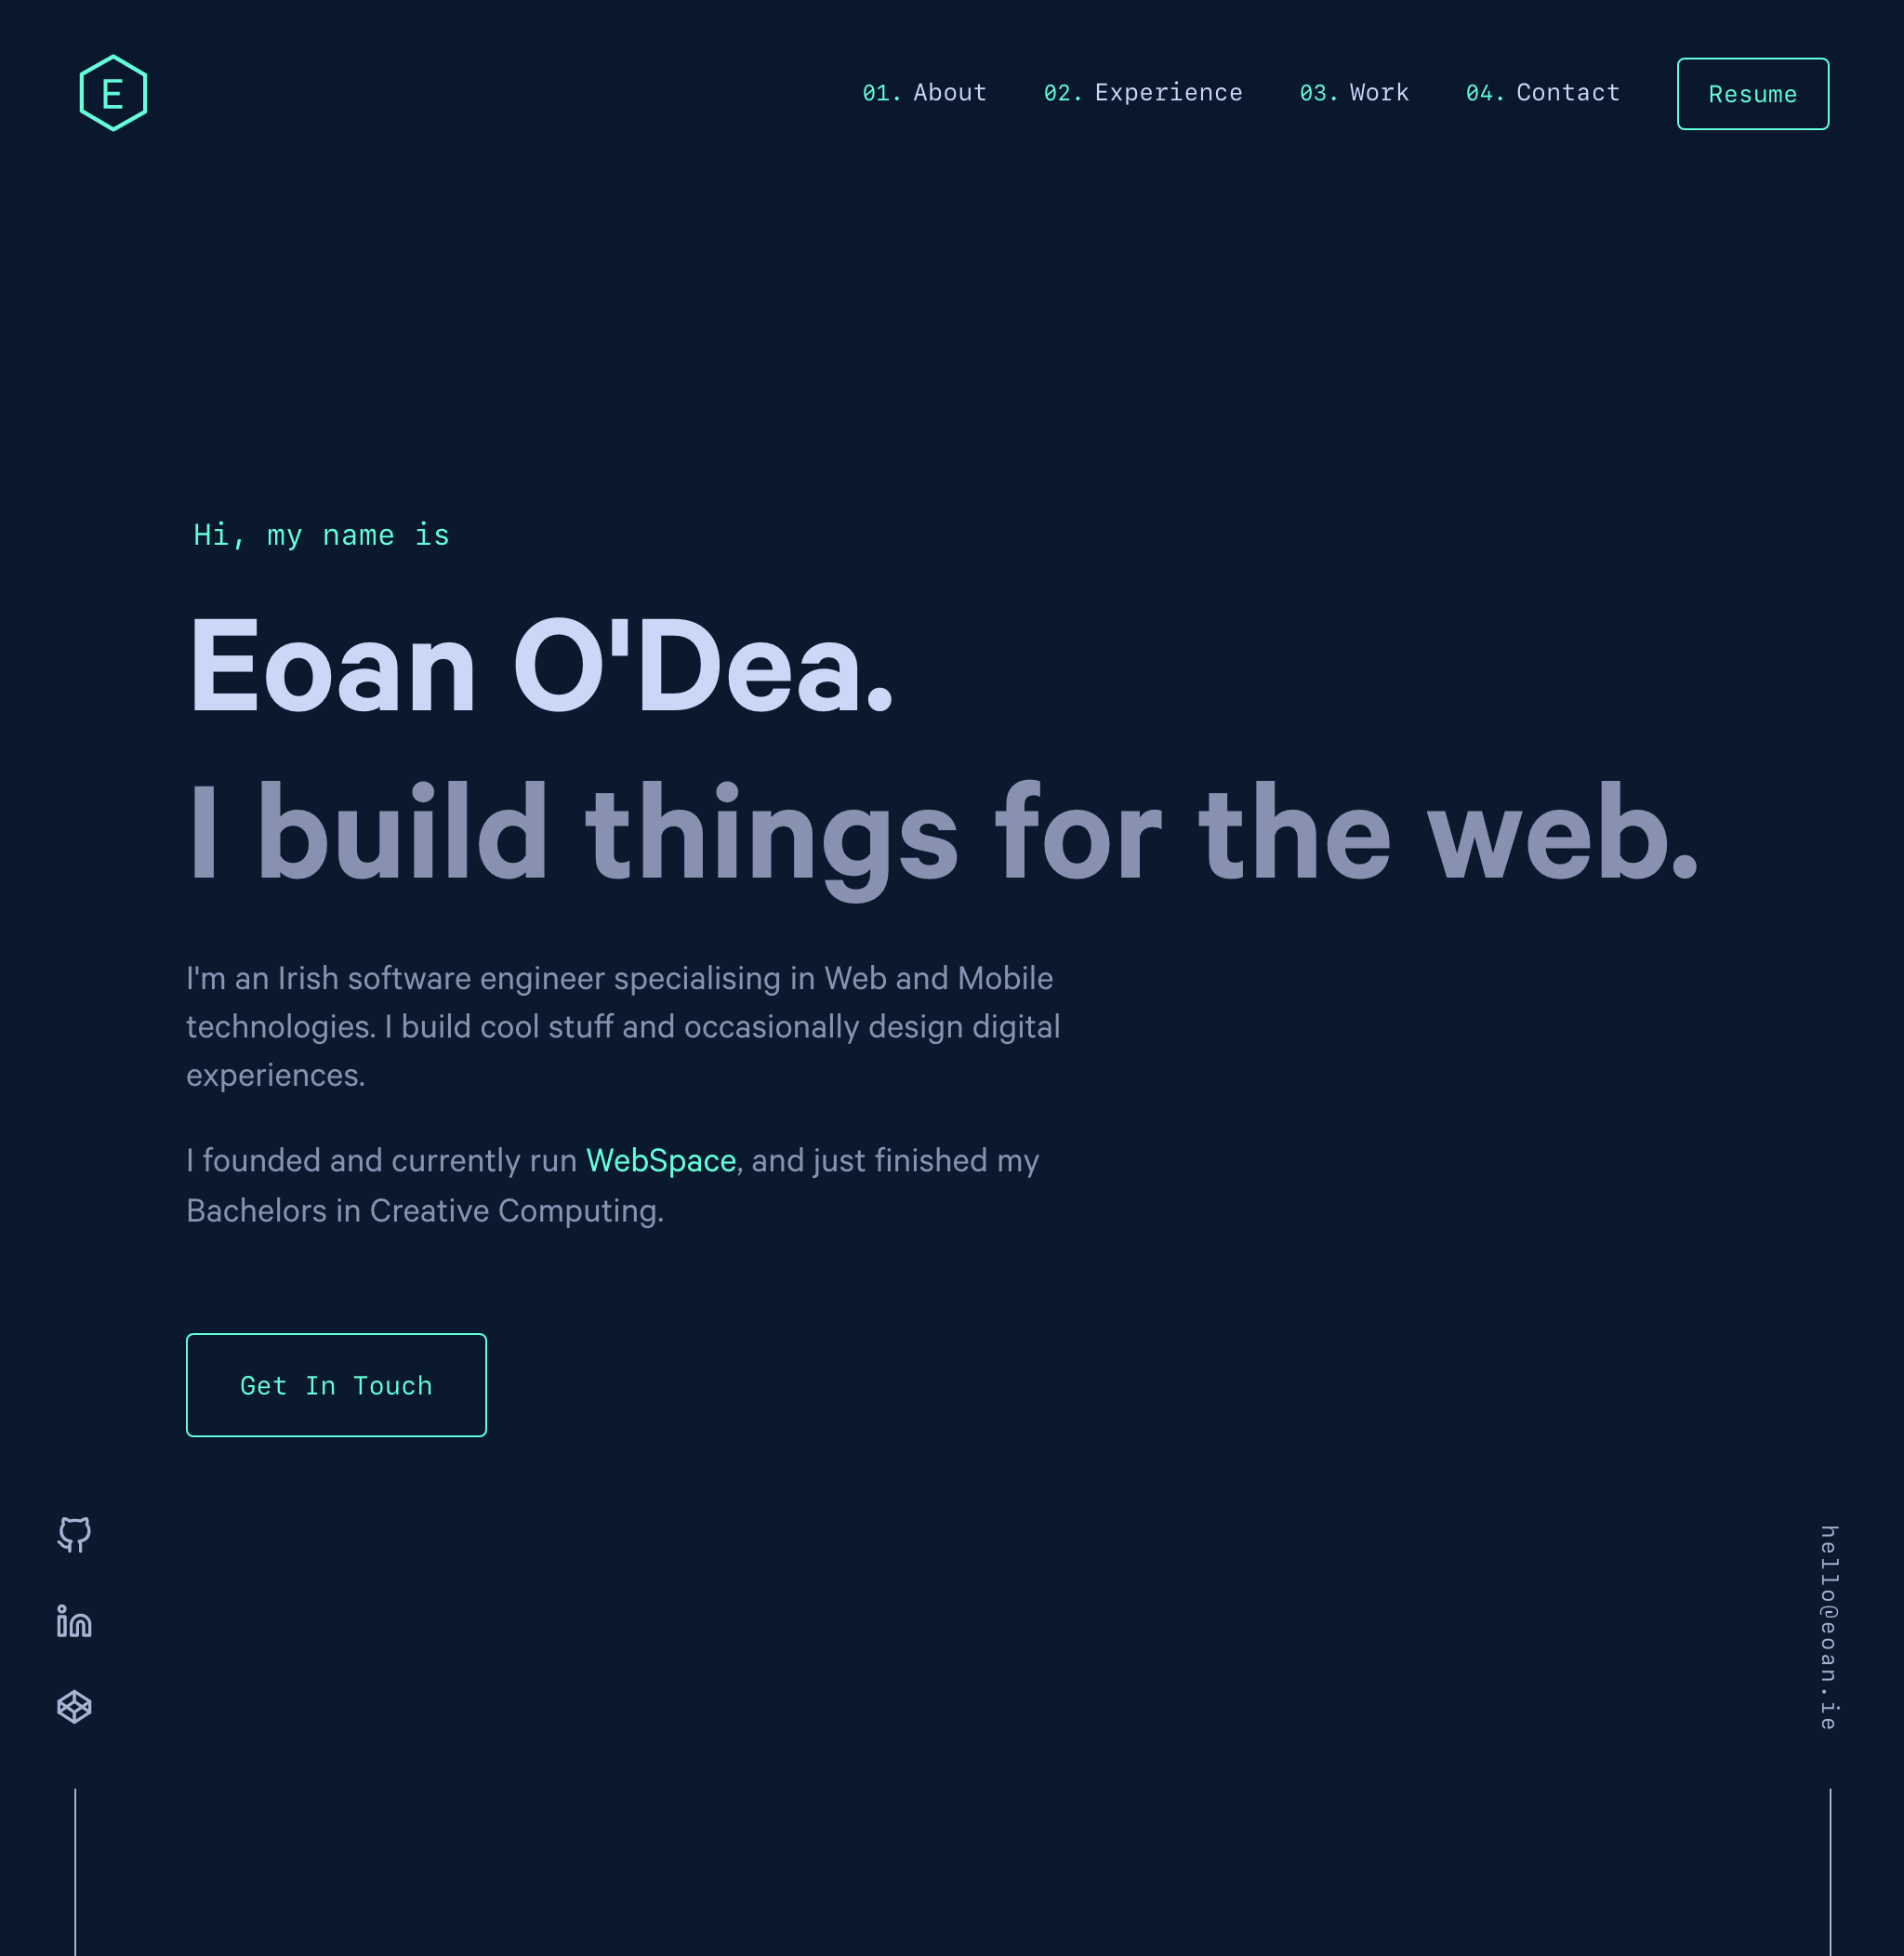 E
01. About 02. Experience 03. Work 04. Contact Resume
Hi, my name is
Eoan O'Dea.
I build things for the web.
I'm an Irish software engineer specialising in Web and Mobile
technologies. I build cool stuff and occasionally design digital
experiences.
I founded and currently run WebSpace, and just finished my
Bachelors in Creative Computing.
Get In Touch
in
hello@eoan.ie